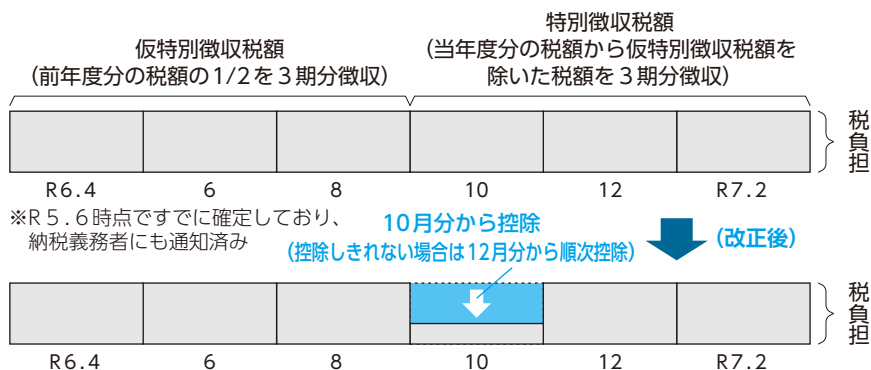 仮特別徴収税額
（前年度分の税額の1/2を３期分徴収）
特別徴収税額
（当年度分の税額から仮特別徴収税額を
除いた税額を３期分徴収）
税負担
R6.4
6
8
10
12
R7.2
※R５.６時点ですでに確定しており、
納税義務者にも通知済み
10月分から控除
（控除しきれない場合は12月分から順次控除）
（改正後）
税負担
R6.4
6
8
10
12
R7.2